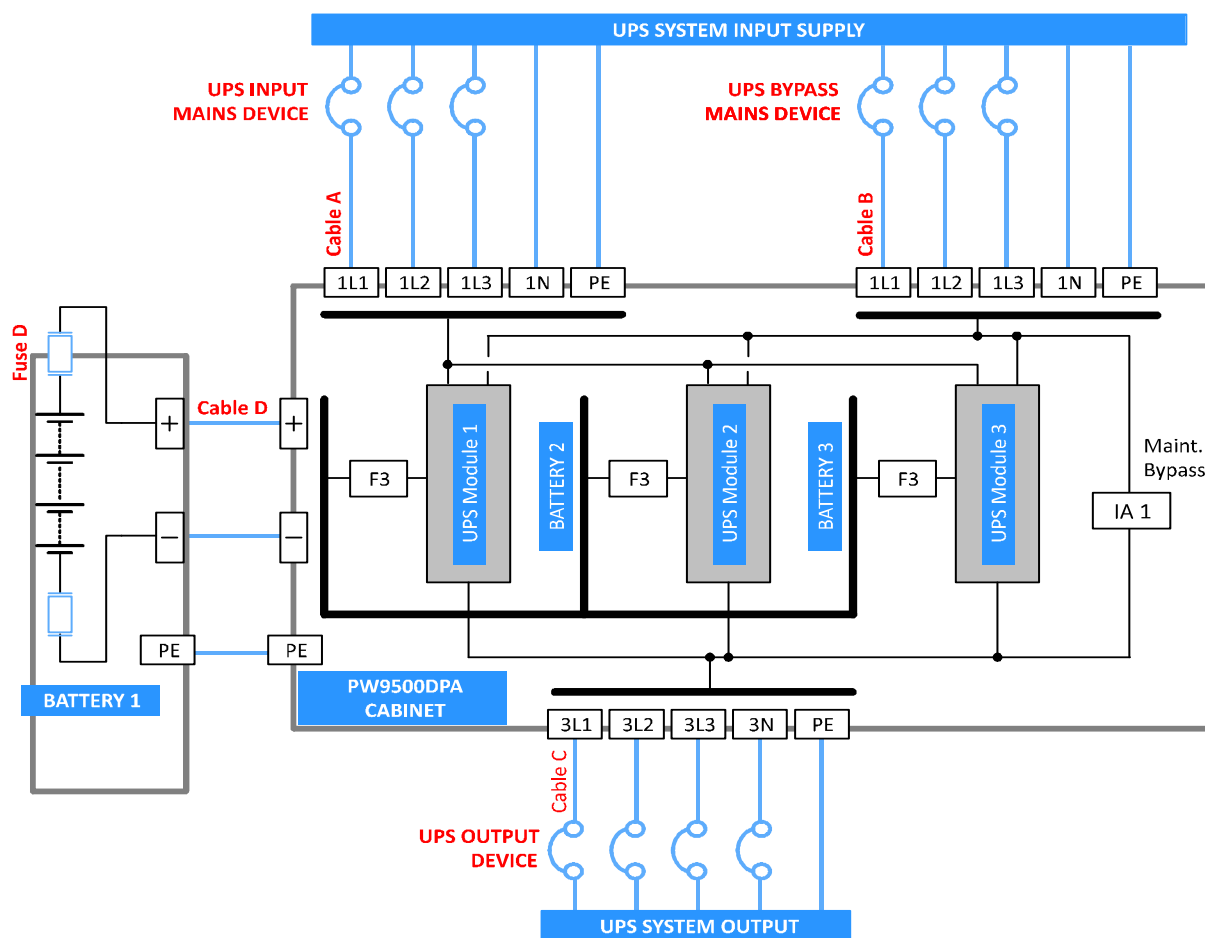 UPS SYSTEM INPUT SUPPLY
UPS INPUT
MAINS DEVICE
UPS BYPASS
MAINS DEVICE
Cable A
Cable B
1L1
1L2
1L3
1N
PE
1L1
1L2
1L3
1N
PE
Fuse D
Cable D
+
+
−
−
PE
PE
BATTERY 1
F3
UPS Module 1
BATTERY 2
F3
UPS Module 2
BATTERY 3
F3
UPS Module 3
Maint.
Bypass
IA 1
PW9500DPA
CABINET
3L1
3L2
3L3
3N
PE
Cable C
UPS OUTPUT
DEVICE
UPS SYSTEM OUTPUT